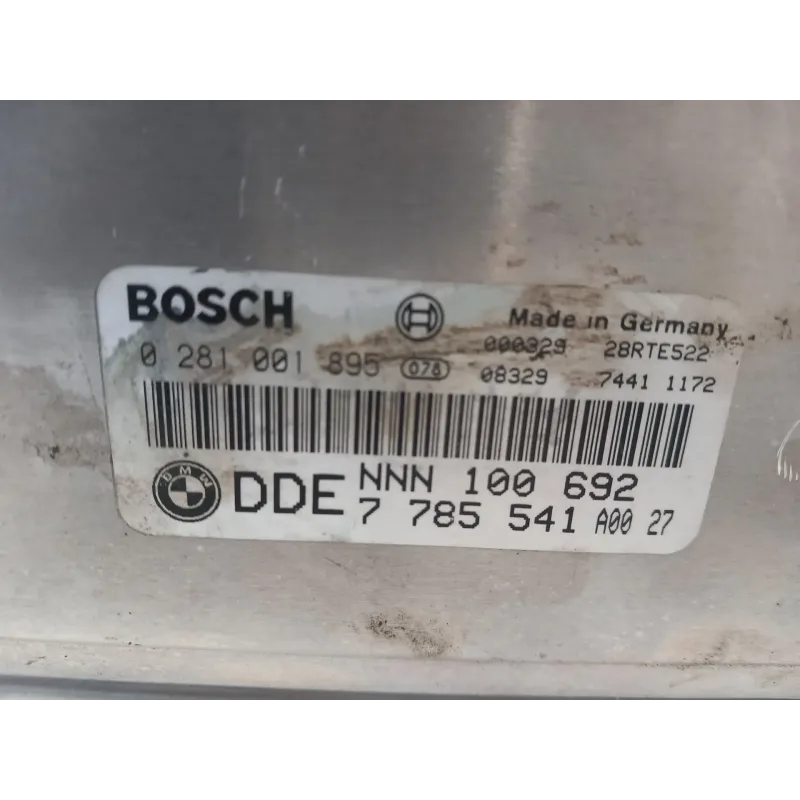 BOSCH
Made in Germany
0 281 001 895 078
000329 28RTE522
08329 7441 1172
BMW
DDE NNN 100 692
7 785 541 A00 27